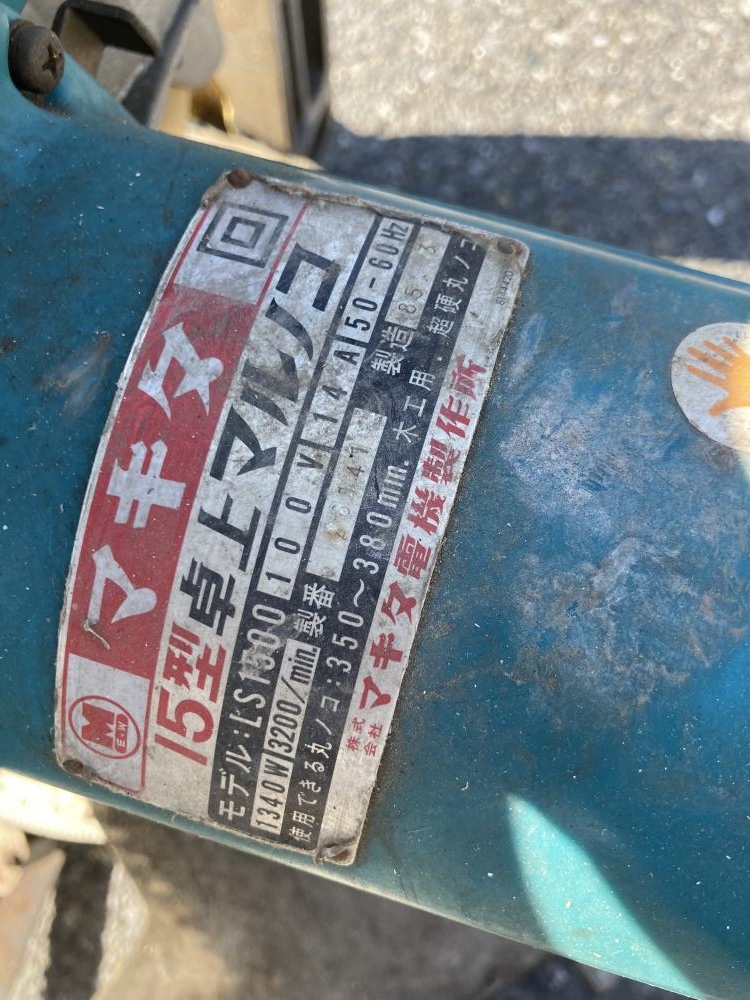 マキタ 回
M
E.W
15型 卓上マルノコ
モデル:LS1500 100V 14A 50-60Hz
1340W 3200/min. 製番 製造 85. 3
使用できる丸ノコ:350〜380mm. 木工用・超硬丸ノコ
株式会社 マキタ電機製作所